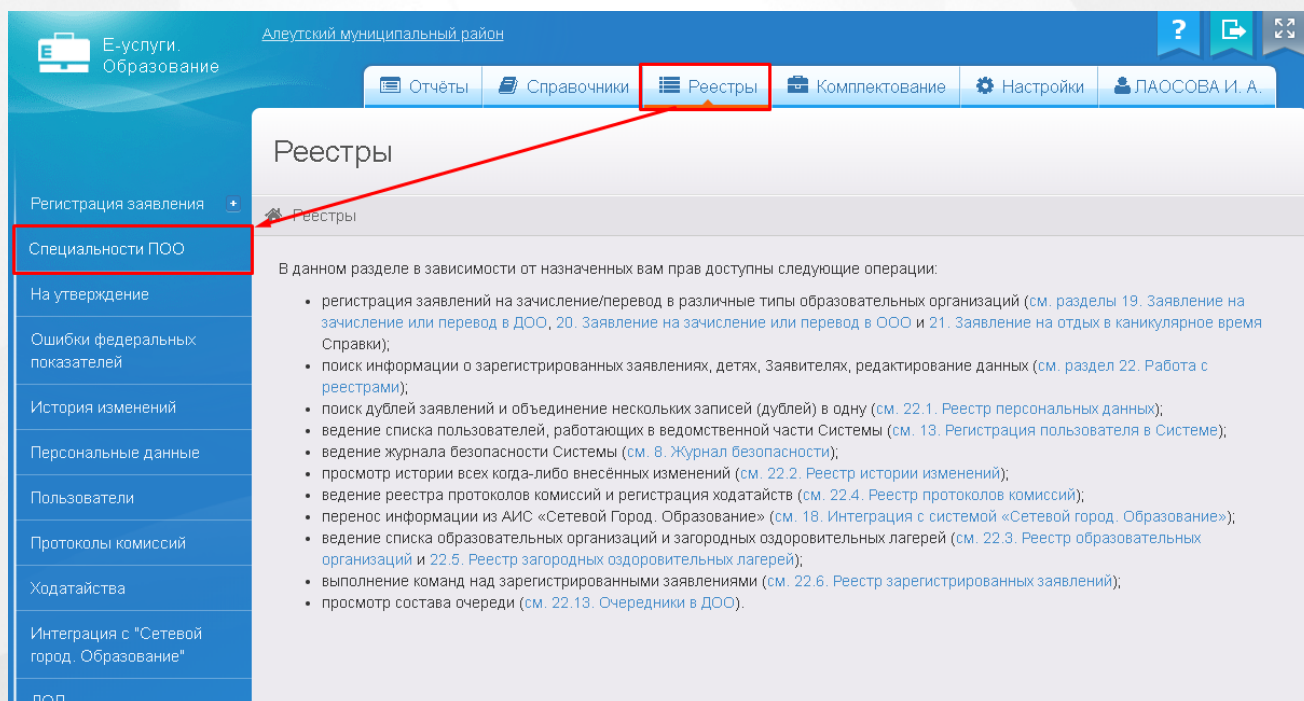 Е-услуги.
Образование
Алеутский муниципальный район
?
Отчёты
Справочники
Реестры
Комплектование
Настройки
ЛАОСОВА И. А.
Реестры
Регистрация заявления +
Реестры
Специальности ПОО
На утверждение
Ошибки федеральных
показателей
История изменений
Персональные данные
Пользователи
Протоколы комиссий
Ходатайства
Интеграция с "Сетевой
город. Образование"
В данном разделе в зависимости от назначенных вам прав доступны следующие операции:
• регистрация заявлений на зачисление/перевод в различные типы образовательных организаций (см. разделы 19. Заявление на
зачисление или перевод в ДОО, 20. Заявление на зачисление или перевод в ООО и 21. Заявление на отдых в каникулярное время
Справки);
• поиск информации о зарегистрированных заявлениях, детях, Заявителях, редактирование данных (см. раздел 22. Работа с
реестрами);
• поиск дублей заявлений и объединение нескольких записей (дублей) в одну (см. 22.1. Реестр персональных данных);
• ведение списка пользователей, работающих в ведомственной части Системы (см. 13. Регистрация пользователя в Системе);
• ведение журнала безопасности Системы (см. 8. Журнал безопасности);
• просмотр истории всех когда-либо внесённых изменений (см. 22.2. Реестр истории изменений);
• ведение реестра протоколов комиссий и регистрация ходатайств (см. 22.4. Реестр протоколов комиссий);
• перенос информации из АИС «Сетевой Город. Образование» (см. 18. Интеграция с системой «Сетевой город. Образование»);
• ведение списка образовательных организаций и загородных оздоровительных лагерей (см. 22.3. Реестр образовательных
организаций и 22.5. Реестр загородных оздоровительных лагерей);
• выполнение команд над зарегистрированными заявлениями (см. 22.6. Реестр зарегистрированных заявлений);
• просмотр состава очереди (см. 22.13. Очередники в ДОО).